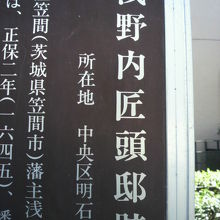 野内匠頭邸跡
所在地 中央区明石
笠間(茨城県笠間市)藩主浅
は、正保二年(一六四五)、